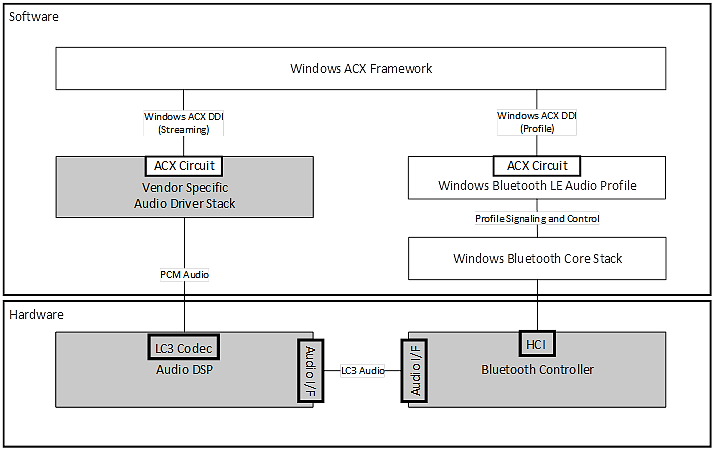 Software
Windows ACX Framework
Windows ACX DDI
(Streaming)
Windows ACX DDI
(Profile)
ACX Circuit
Vendor Specific
Audio Driver Stack
ACX Circuit
Windows Bluetooth LE Audio Profile
Profile Signaling and Control
Windows Bluetooth Core Stack
PCM Audio
Hardware
LC3 Codec
Audio DSP
Audio I/F
LC3 Audio
Audio I/F
HCI
Bluetooth Controller